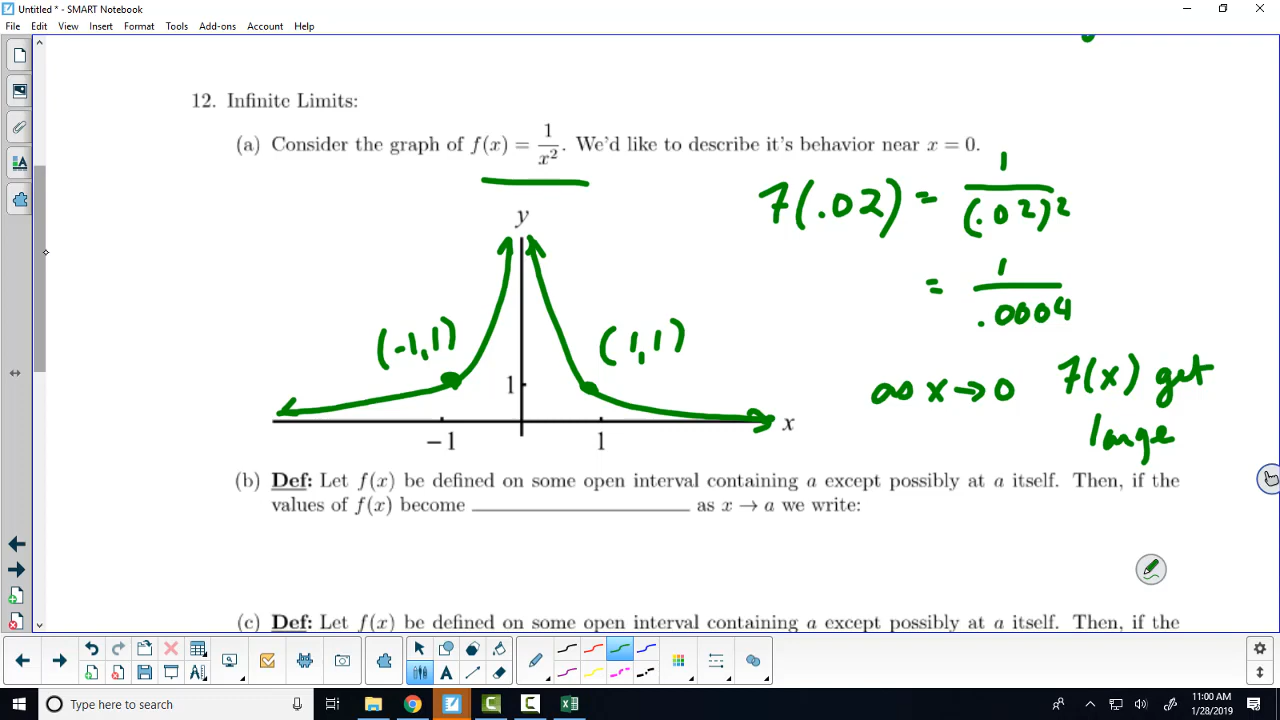 Untitled * - SMART Notebook
File Edit View Insert Format Tools Add-ons Account Help
12. Infinite Limits:
(a) Consider the graph of f(x) = 1/x². We'd like to describe it's behavior near x = 0.
f(.02) = 1/(.02)²
= 1/.0004
y
(-1,1)
(1,1)
1
as x → 0 f(x) get
large
x
−1
1
(b) Def: Let f(x) be defined on some open interval containing a except possibly at a itself. Then, if the
values of f(x) become ____________________ as x → a we write:
(c) Def: Let f(x) be defined on some open interval containing a except possibly at a itself. Then, if the
Type here to search
11:00 AM
1/28/2019